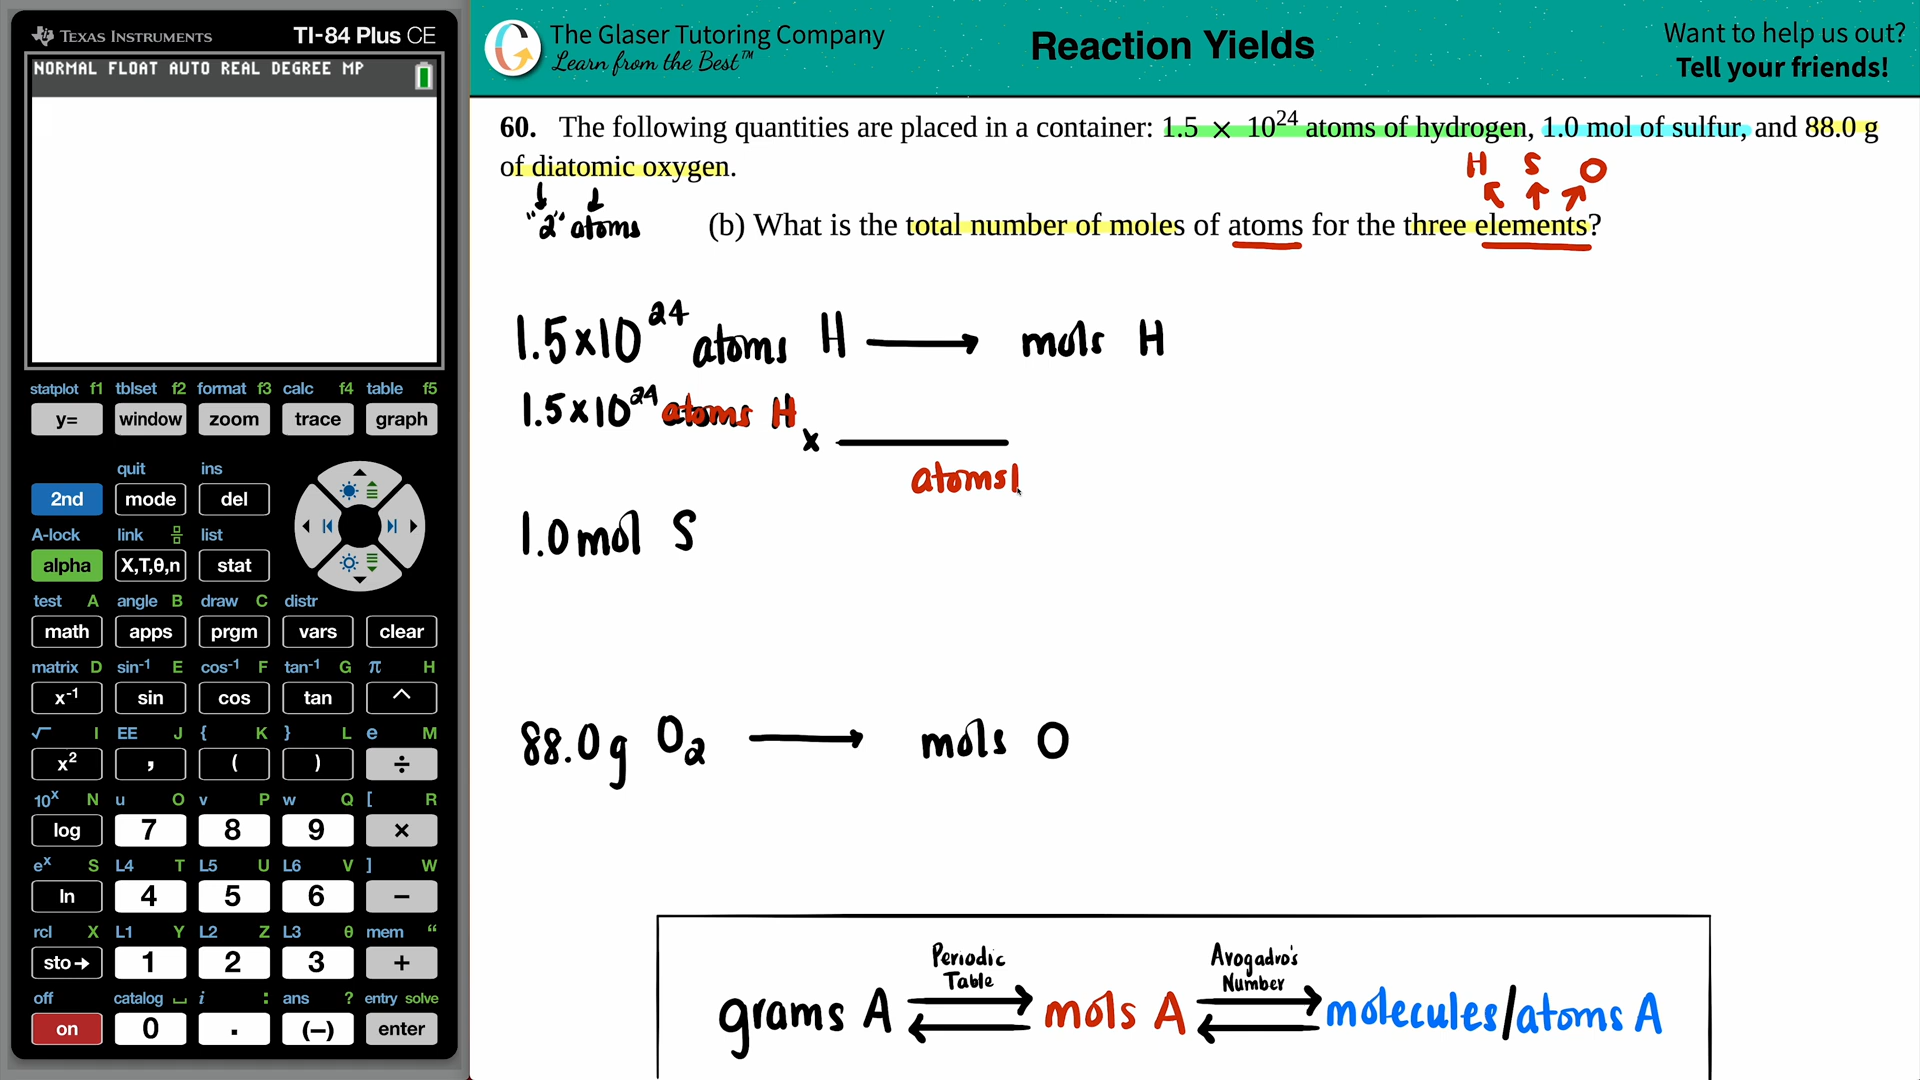 TEXAS INSTRUMENTS TI-84 Plus CE
NORMAL FLOAT AUTO REAL DEGREE MP
statplot f1 tblset f2 format f3 calc f4 table f5
y= window zoom trace graph
quit ins
2nd mode del
A-lock link list
alpha X,T,θ,n stat
test A angle B draw C distr
math apps prgm vars clear
matrix D sin⁻¹ E cos⁻¹ F tan⁻¹ G π H
x⁻¹ sin cos tan ^
√ I EE J { K } L e M
x² , ( ) ÷
10ˣ N u O v P w Q [ R
log 7 8 9 ×
eˣ S L4 T L5 U L6 V ] W
ln 4 5 6 −
rcl X L1 Y L2 Z L3 θ mem “
sto→ 1 2 3 +
off catalog ⎵ i : ans ? entry solve
on 0 . (−) enter
The Glaser Tutoring Company
Learn from the Best™
Reaction Yields
Want to help us out?
Tell your friends!
60. The following quantities are placed in a container: 1.5 × 10²⁴ atoms of hydrogen, 1.0 mol of sulfur, and 88.0 g
of diatomic oxygen.
H S O
"2" atoms
(b) What is the total number of moles of atoms for the three elements?
1.5x10²⁴ atoms H → mols H
1.5x10²⁴ atoms H x
atoms
1.0 mol S
88.0g O₂ → mols O
Periodic Table
Avogadro's Number
grams A ⇄ mols A ⇄ molecules/atoms A